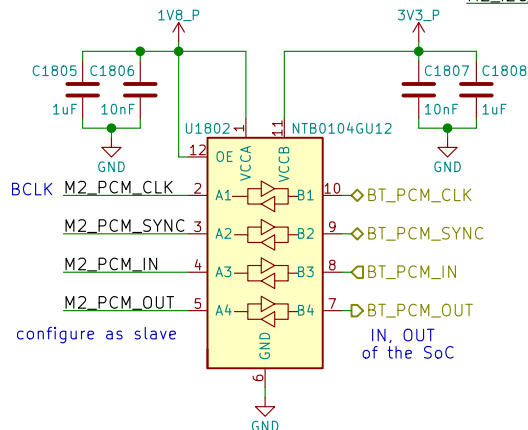 1V8_P
3V3_P
C1805
C1806
C1807
C1808
1uF
10nF
10nF
1uF
GND
GND
U1802
NTB0104GU12
1
11
VCCA
VCCB
12
OE
BCLK
M2_PCM_CLK
2
A1
B1
10
BT_PCM_CLK
M2_PCM_SYNC
3
A2
B2
9
BT_PCM_SYNC
M2_PCM_IN
4
A3
B3
8
BT_PCM_IN
M2_PCM_OUT
5
A4
B4
7
BT_PCM_OUT
configure as slave
IN, OUT
of the SoC
GND
6
GND